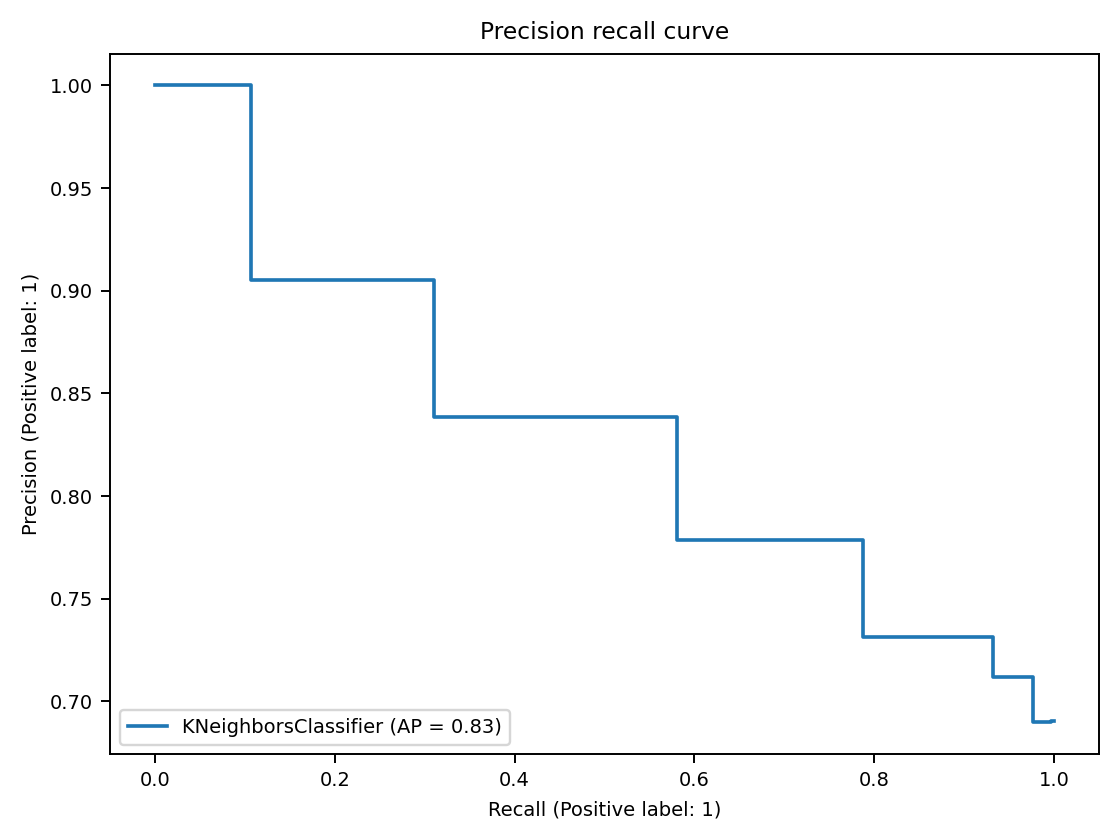 Precision recall curve
1.00
0.95
0.90
0.85
0.80
0.75
0.70
Precision (Positive label: 1)
KNeighborsClassifier (AP = 0.83)
0.0 0.2 0.4 0.6 0.8 1.0
Recall (Positive label: 1)